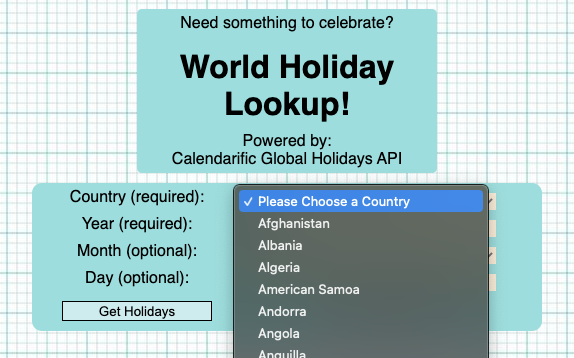 Need something to celebrate?
World Holiday
Lookup!
Powered by:
Calendarific Global Holidays API
Country (required):
✓ Please Choose a Country
Year (required):
Afghanistan
Month (optional):
Albania
Day (optional):
Algeria
American Samoa
Get Holidays
Andorra
Angola
Anguilla